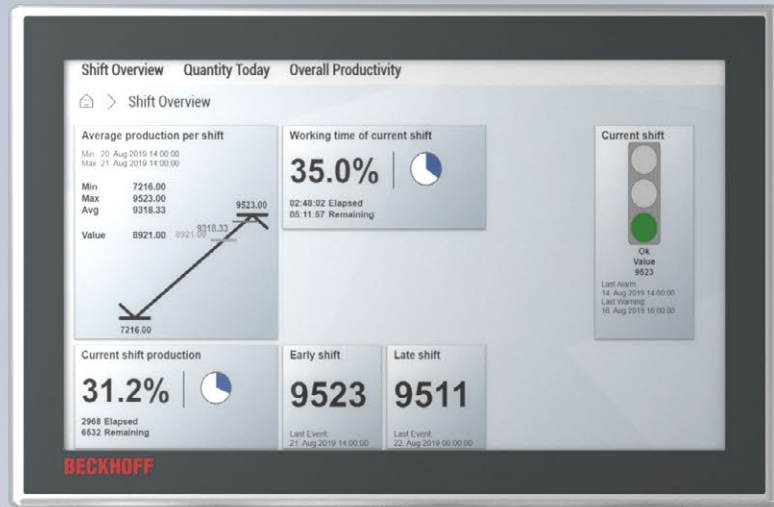 Shift Overview Quantity Today Overall Productivity
> Shift Overview
Average production per shift
Min: 20. Aug 2019 14:00:00
Max: 21. Aug 2019 14:00:00
Min 7216.00
Max 9523.00
Avg 9318.33
Value 8921.00
8921.00
9318.33
9523.00
7216.00
Working time of current shift
35.0%
02:48:02 Elapsed
05:11:57 Remaining
Current shift
Ok
Value
9523
Last Alarm:
14. Aug 2019 14:00:00
Last Warning:
16. Aug 2019 16:00:00
Current shift production
31.2%
2968 Elapsed
6532 Remaining
Early shift
9523
Last Event:
21. Aug 2019 14:00:00
Late shift
9511
Last Event:
22. Aug 2019 00:00:00
BECKHOFF